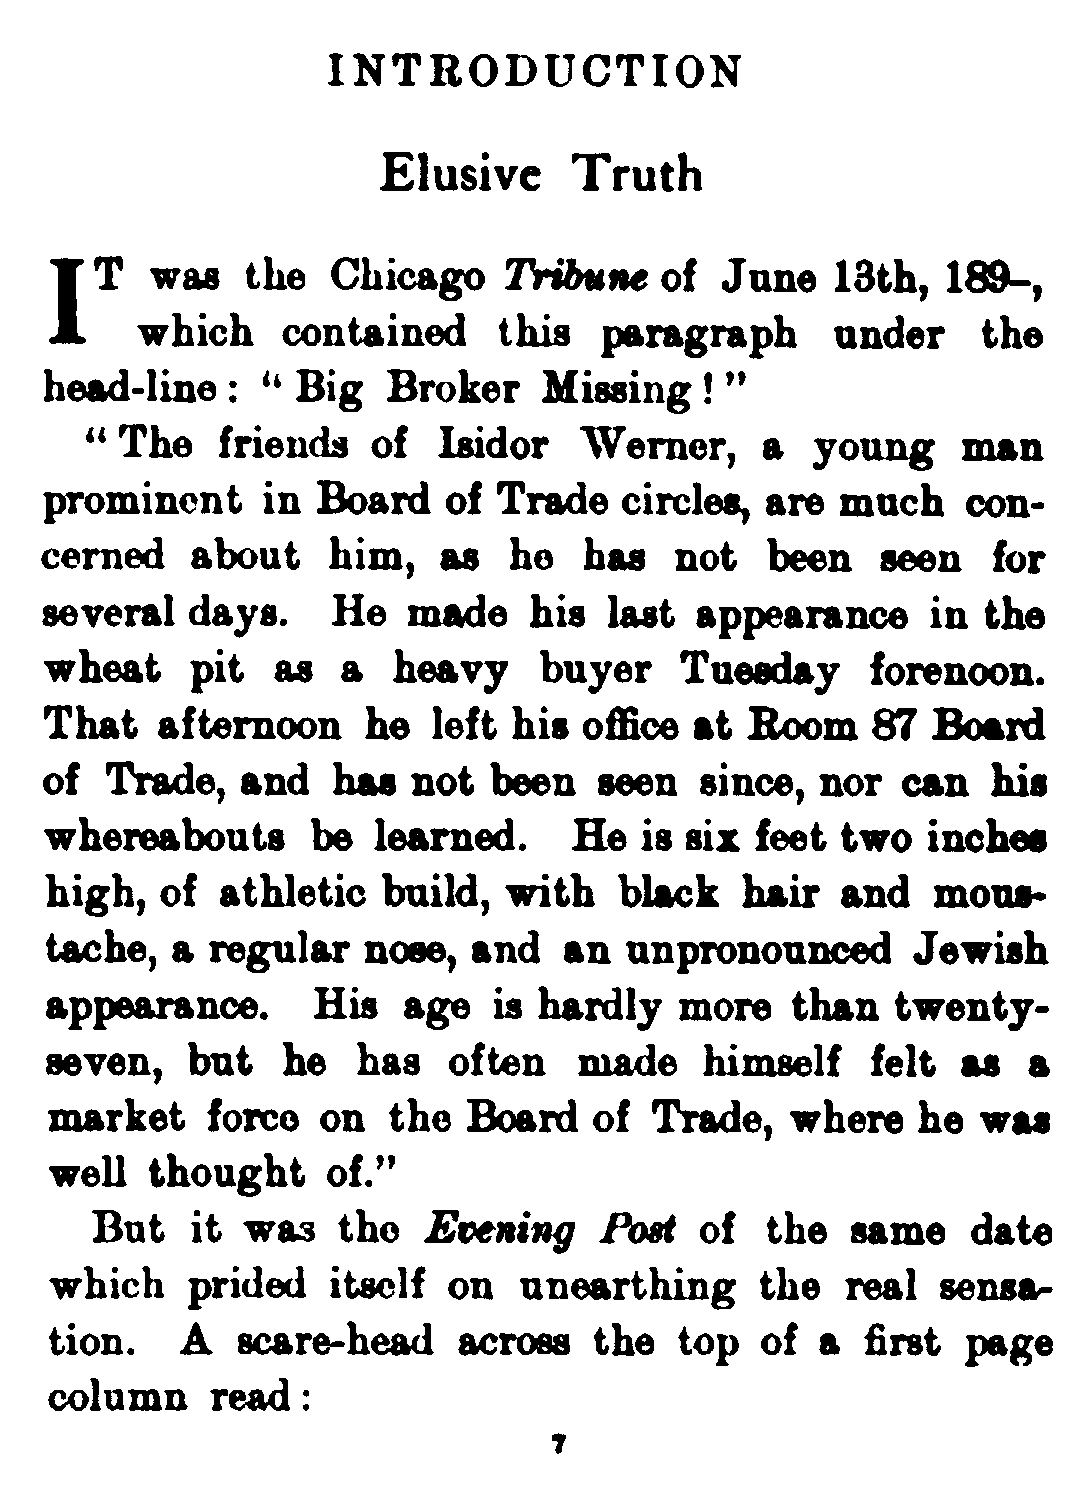 INTRODUCTION
Elusive Truth
IT was the Chicago Tribune of June 13th, 189–,
which contained this paragraph under the
head-line: “Big Broker Missing!”
“The friends of Isidor Werner, a young man
prominent in Board of Trade circles, are much con-
cerned about him, as he has not been seen for
several days. He made his last appearance in the
wheat pit as a heavy buyer Tuesday forenoon.
That afternoon he left his office at Room 87 Board
of Trade, and has not been seen since, nor can his
whereabouts be learned. He is six feet two inches
high, of athletic build, with black hair and mous-
tache, a regular nose, and an unpronounced Jewish
appearance. His age is hardly more than twenty-
seven, but he has often made himself felt as a
market force on the Board of Trade, where he was
well thought of.”
But it was the Evening Post of the same date
which prided itself on unearthing the real sensa-
tion. A scare-head across the top of a first page
column read:
7